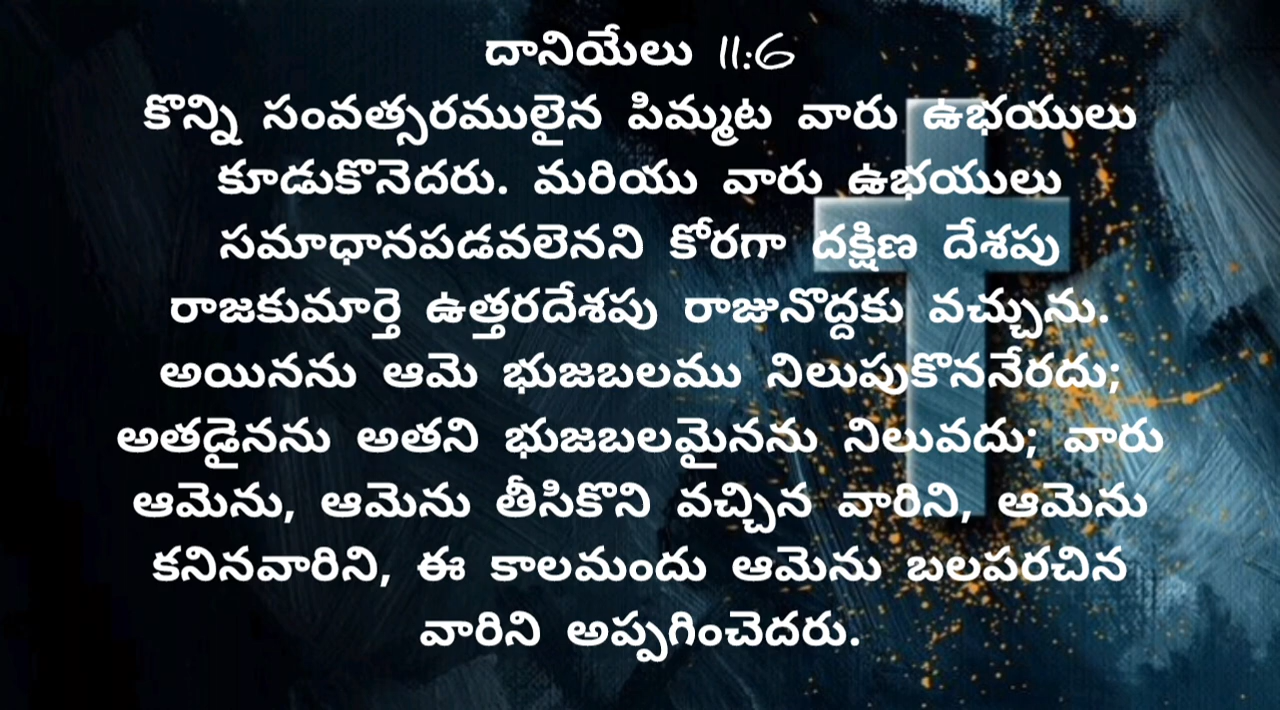 దానియేలు 11:6
కొన్ని సంవత్సరములైన పిమ్మట వారు ఉభయులు
కూడుకొనెదరు. మరియు వారు ఉభయులు
సమాధానపడవలెనని కోరగా దక్షిణ దేశపు
రాజకుమార్తె ఉత్తరదేశపు రాజునొద్దకు వచ్చును.
అయినను ఆమె భుజబలము నిలుపుకొననేరదు;
అతడైనను అతని భుజబలమైనను నిలువదు; వారు
ఆమెను, ఆమెను తీసికొని వచ్చిన వారిని, ఆమెను
కనినవారిని, ఈ కాలమందు ఆమెను బలపరచిన
వారిని అప్పగించెదరు.